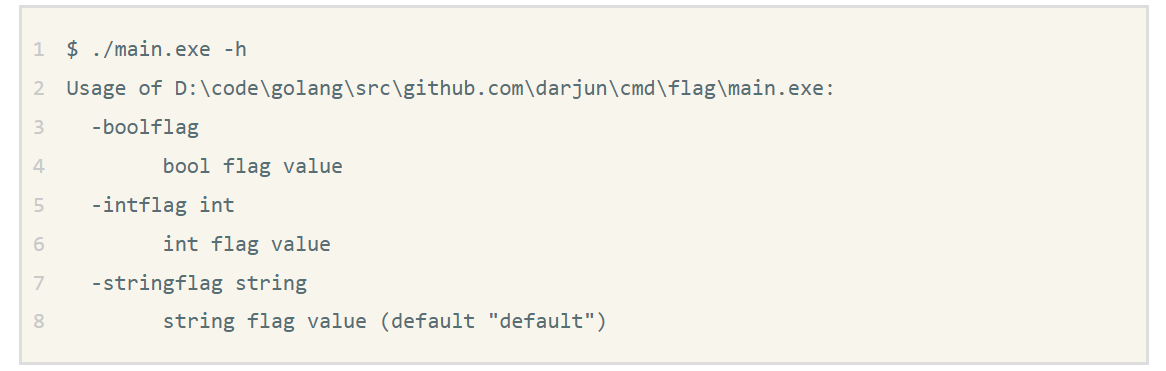 1 $ ./main.exe -h
2 Usage of D:\code\golang\src\github.com\darjun\cmd\flag\main.exe:
3   -boolflag
4         bool flag value
5   -intflag int
6         int flag value
7   -stringflag string
8         string flag value (default "default")